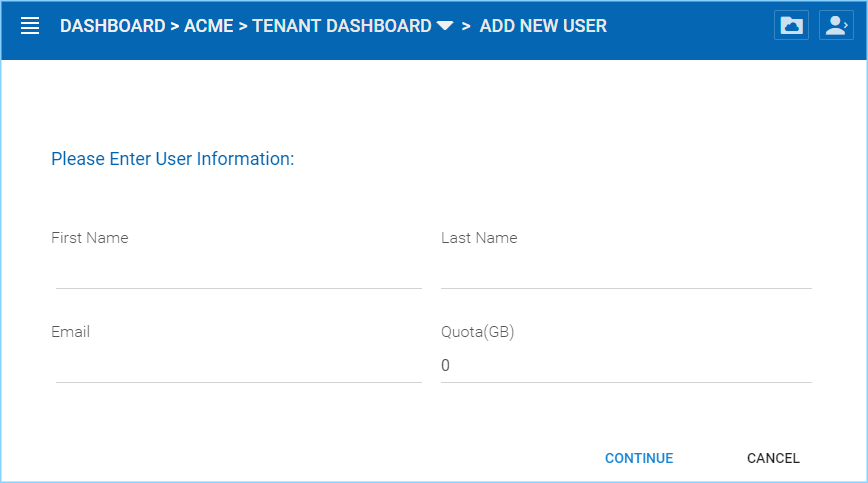 DASHBOARD > ACME > TENANT DASHBOARD > ADD NEW USER
Please Enter User Information:
First Name Last Name
Email Quota(GB)
0
CONTINUE CANCEL